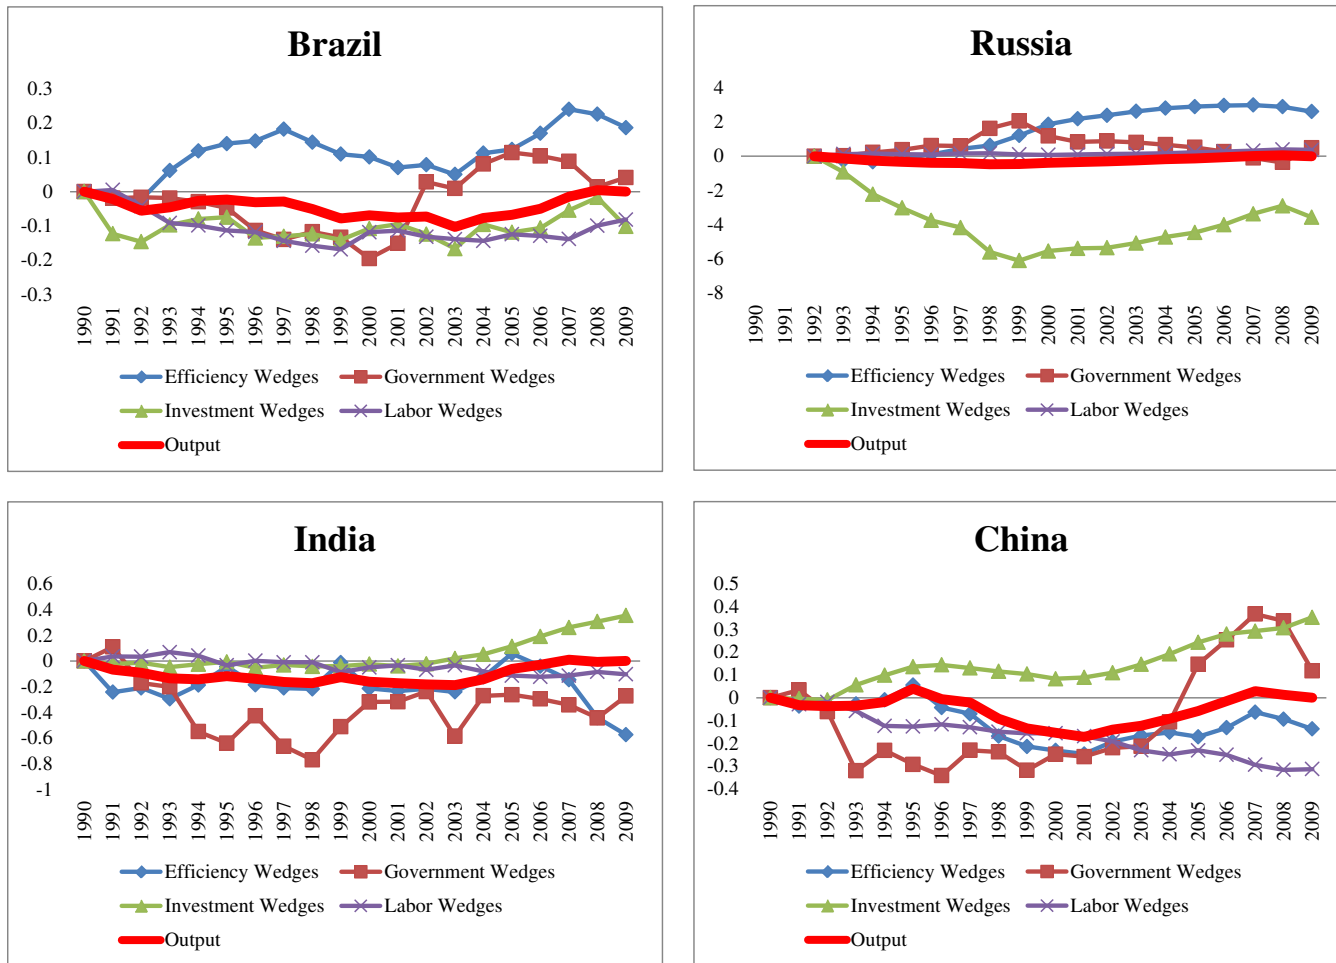 Brazil
0.3
0.2
0.1
0
-0.1
-0.2
-0.3
1990 1991 1992 1993 1994 1995 1996 1997 1998 1999 2000 2001 2002 2003 2004 2005 2006 2007 2008 2009
Efficiency Wedges Government Wedges
Investment Wedges Labor Wedges
Output
Russia
4
2
0
-2
-4
-6
-8
1990 1991 1992 1993 1994 1995 1996 1997 1998 1999 2000 2001 2002 2003 2004 2005 2006 2007 2008 2009
Efficiency Wedges Government Wedges
Investment Wedges Labor Wedges
Output
India
0.6
0.4
0.2
0
-0.2
-0.4
-0.6
-0.8
-1
1990 1991 1992 1993 1994 1995 1996 1997 1998 1999 2000 2001 2002 2003 2004 2005 2006 2007 2008 2009
Efficiency Wedges Government Wedges
Investment Wedges Labor Wedges
Output
China
0.5
0.4
0.3
0.2
0.1
0
-0.1
-0.2
-0.3
-0.4
1990 1991 1992 1993 1994 1995 1996 1997 1998 1999 2000 2001 2002 2003 2004 2005 2006 2007 2008 2009
Efficiency Wedges Government Wedges
Investment Wedges Labor Wedges
Output